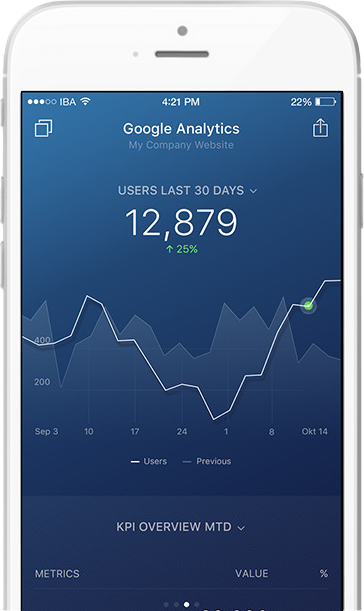 IBA 4:21 PM 22%
Google Analytics
My Company Website
USERS LAST 30 DAYS
12,879
↑ 25%
400
200
Sep 3 10 17 24 1 8 Okt 14
Users Previous
KPI OVERVIEW MTD
METRICS VALUE %